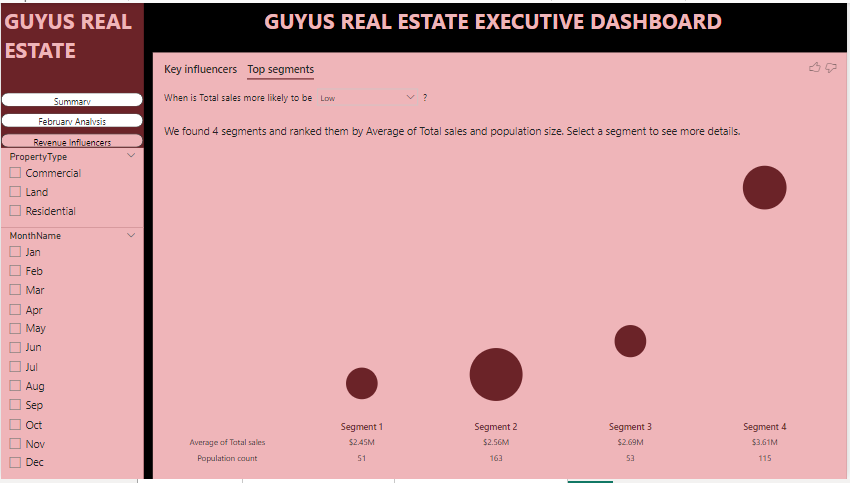 GUYUS REAL
ESTATE
Summary
February Analysis
Revenue Influencers
PropertyType
Commercial
Land
Residential
MonthName
Jan
Feb
Mar
Apr
May
Jun
Jul
Aug
Sep
Oct
Nov
Dec
GUYUS REAL ESTATE EXECUTIVE DASHBOARD
Key influencers Top segments
When is Total sales more likely to be Low ?
We found 4 segments and ranked them by Average of Total sales and population size. Select a segment to see more details.
Segment 1 Segment 2 Segment 3 Segment 4
Average of Total sales $2.45M $2.56M $2.69M $3.61M
Population count 51 163 53 115